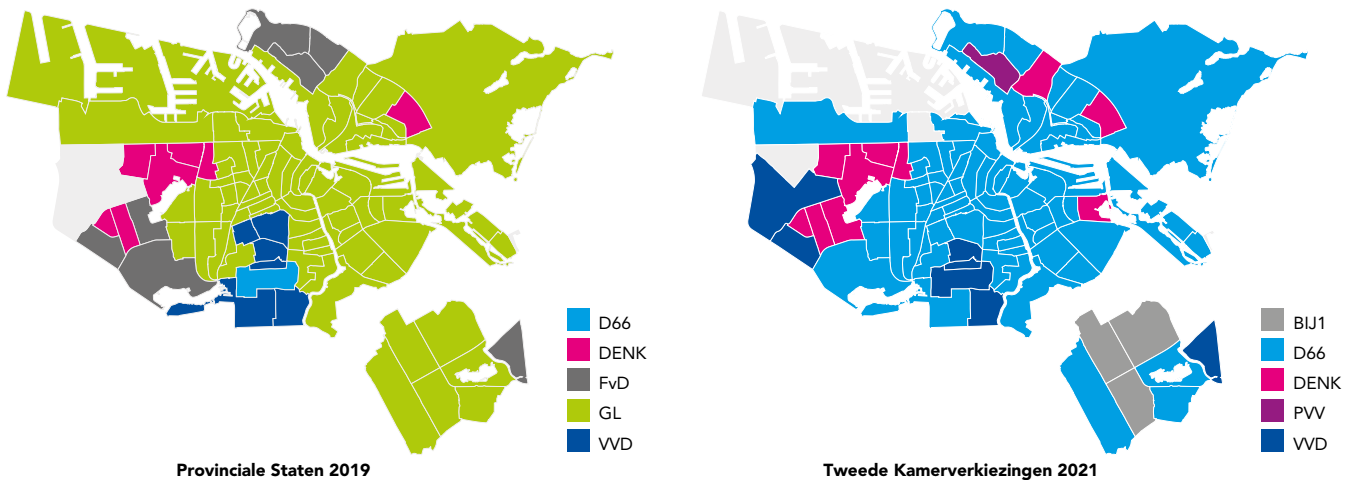 D66
DENK
FvD
GL
VVD
Provinciale Staten 2019
BIJ1
D66
DENK
PVV
VVD
Tweede Kamerverkiezingen 2021